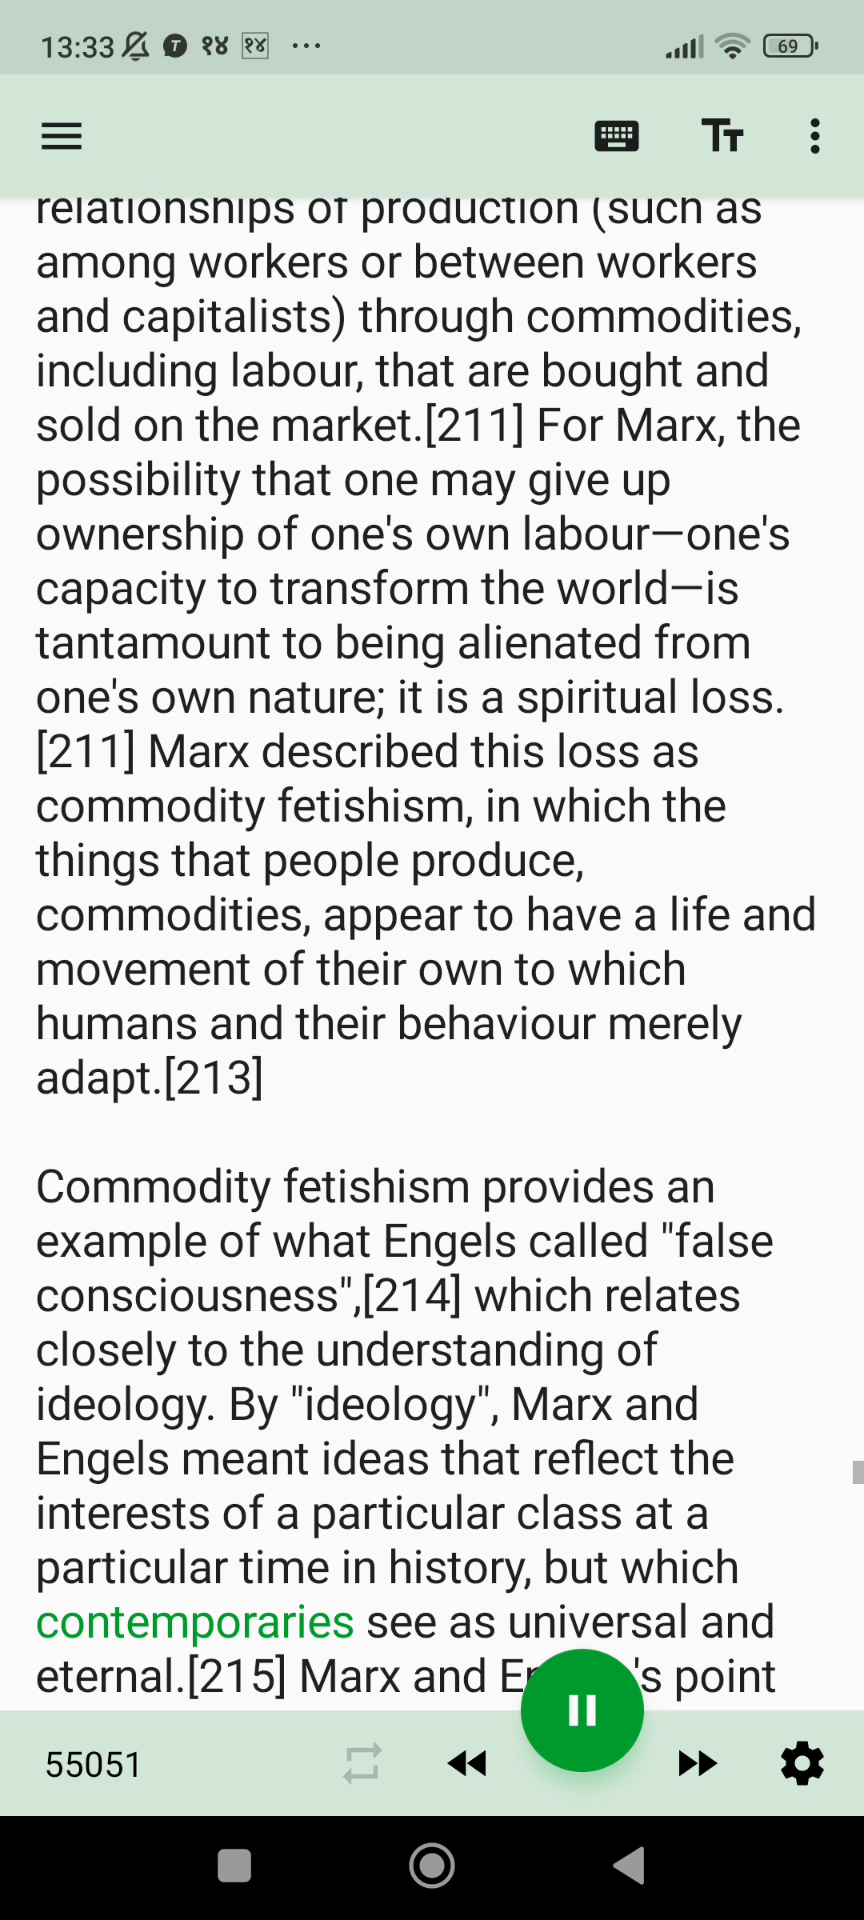 13:33 T १४ १४ ... 69
relationships of production (such as
among workers or between workers
and capitalists) through commodities,
including labour, that are bought and
sold on the market.[211] For Marx, the
possibility that one may give up
ownership of one's own labour—one's
capacity to transform the world—is
tantamount to being alienated from
one's own nature; it is a spiritual loss.
[211] Marx described this loss as
commodity fetishism, in which the
things that people produce,
commodities, appear to have a life and
movement of their own to which
humans and their behaviour merely
adapt.[213]
Commodity fetishism provides an
example of what Engels called "false
consciousness",[214] which relates
closely to the understanding of
ideology. By "ideology", Marx and
Engels meant ideas that reflect the
interests of a particular class at a
particular time in history, but which
contemporaries see as universal and
eternal.[215] Marx and 's point
55051